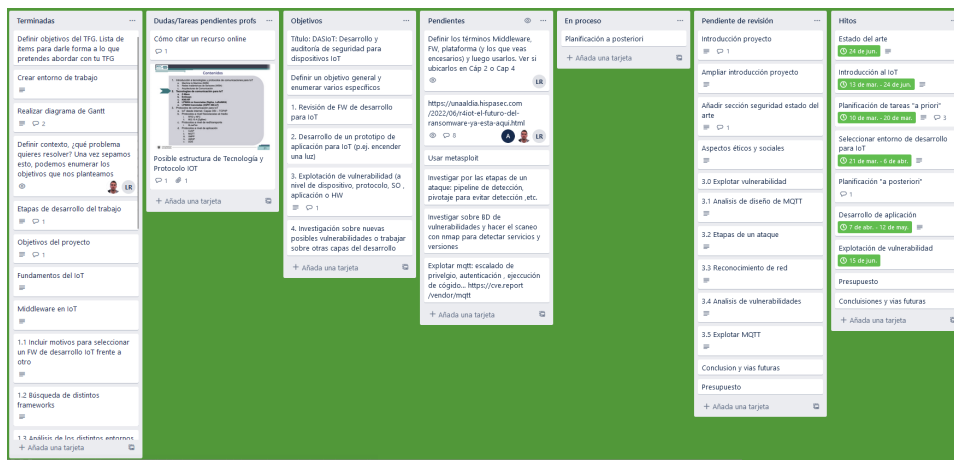 Terminadas
Definir objetivos del TFG. Lista de
items para darle forma a lo que
pretendes abordar con tu TFG
Crear entorno de trabajo
Realizar diagrama de Gantt
2
Definir contexto, ¿qué problema
quieres resolver? Una vez sepamos
esto, podemos enumerar los
objetivos que nos planteamos
LR
Etapas de desarrollo del trabajo
1
Objetivos del proyecto
1
Fundamentos del IoT
Middleware en IoT
1.1 Incluir motivos para seleccionar
un FW de desarrollo IoT frente a
otro
1.2 Búsqueda de distintos
frameworks
1.3 Análisis de los distintos entornos
+ Añada una tarjeta
Dudas/Tareas pendientes profs
Cómo citar un recurso online
1
Contenidos
Posible estructura de Tecnología y
Protocolo IOT
1 1
+ Añada una tarjeta
Objetivos
Título: DASIoT: Desarrollo y
auditoría de seguridad para
dispositivos IoT
Definir un objetivo general y
enumerar varios específicos
1. Revisión de FW de desarrollo
para IoT
2. Desarrollo de un prototipo de
aplicación para IoT (p.ej. encender
una luz)
3. Explotación de vulnerabilidad (a
nivel de dispositivo, protocolo, SO ,
aplicación o HW
1
4. Investigación sobre nuevas
posibles vulnerabilidades o trabajar
sobre otras capas del desarrollo
+ Añada una tarjeta
Pendientes
Definir los términos Middleware,
FW, plataforma (y los que veas
encesarios) y luego usarlos. Ver si
ubicarlos en Cáp 2 o Cap 4
LR
https://unaaldia.hispasec.com
/2022/06/r4iot-el-futuro-del-
ransomware-ya-esta-aqui.html
8 A LR
Usar metasploit
Investigar por las etapas de un
ataque: pipeline de detección,
pivotaje para evitar detección ,etc.
Investigar sobre BD de
vulnerabilidades y hacer el scaneo
con nmap para detectar servicios y
versiones
Explotar mqtt: escalado de
privelgio, autenticación , ejeccución
de cógido... https://cve.report
/vendor/mqtt
+ Añada una tarjeta
En proceso
Planificación a posteriori
+ Añada una tarjeta
Pendiente de revisión
Introducción proyecto
1
Ampliar introducción proyecto
Añadir sección seguridad estado del
arte
1
Aspectos éticos y sociales
3.0 Explotar vulnerabilidad
3.1 Analisis de diseño de MQTT
3.2 Etapas de un ataque
3.3 Reconocimiento de red
3.4 Analisis de vulnerabilidades
3.5 Explotar MQTT
Conclusion y vias futuras
Presupuesto
+ Añada una tarjeta
Hitos
Estado del arte
24 de jun.
Introducción al IoT
13 de mar. - 24 de jun.
Planificación de tareas "a priori"
10 de mar. - 20 de mar. 3
Selecionar entorno de desarrollo
para IoT
21 de mar. - 6 de abr.
Planificación "a posteriori"
1
Desarrollo de aplicación
7 de abr. - 12 de may.
Explotación de vulnerabilidad
15 de jun.
Presupuesto
Concluisiones y vias futuras
+ Añada una tarjeta